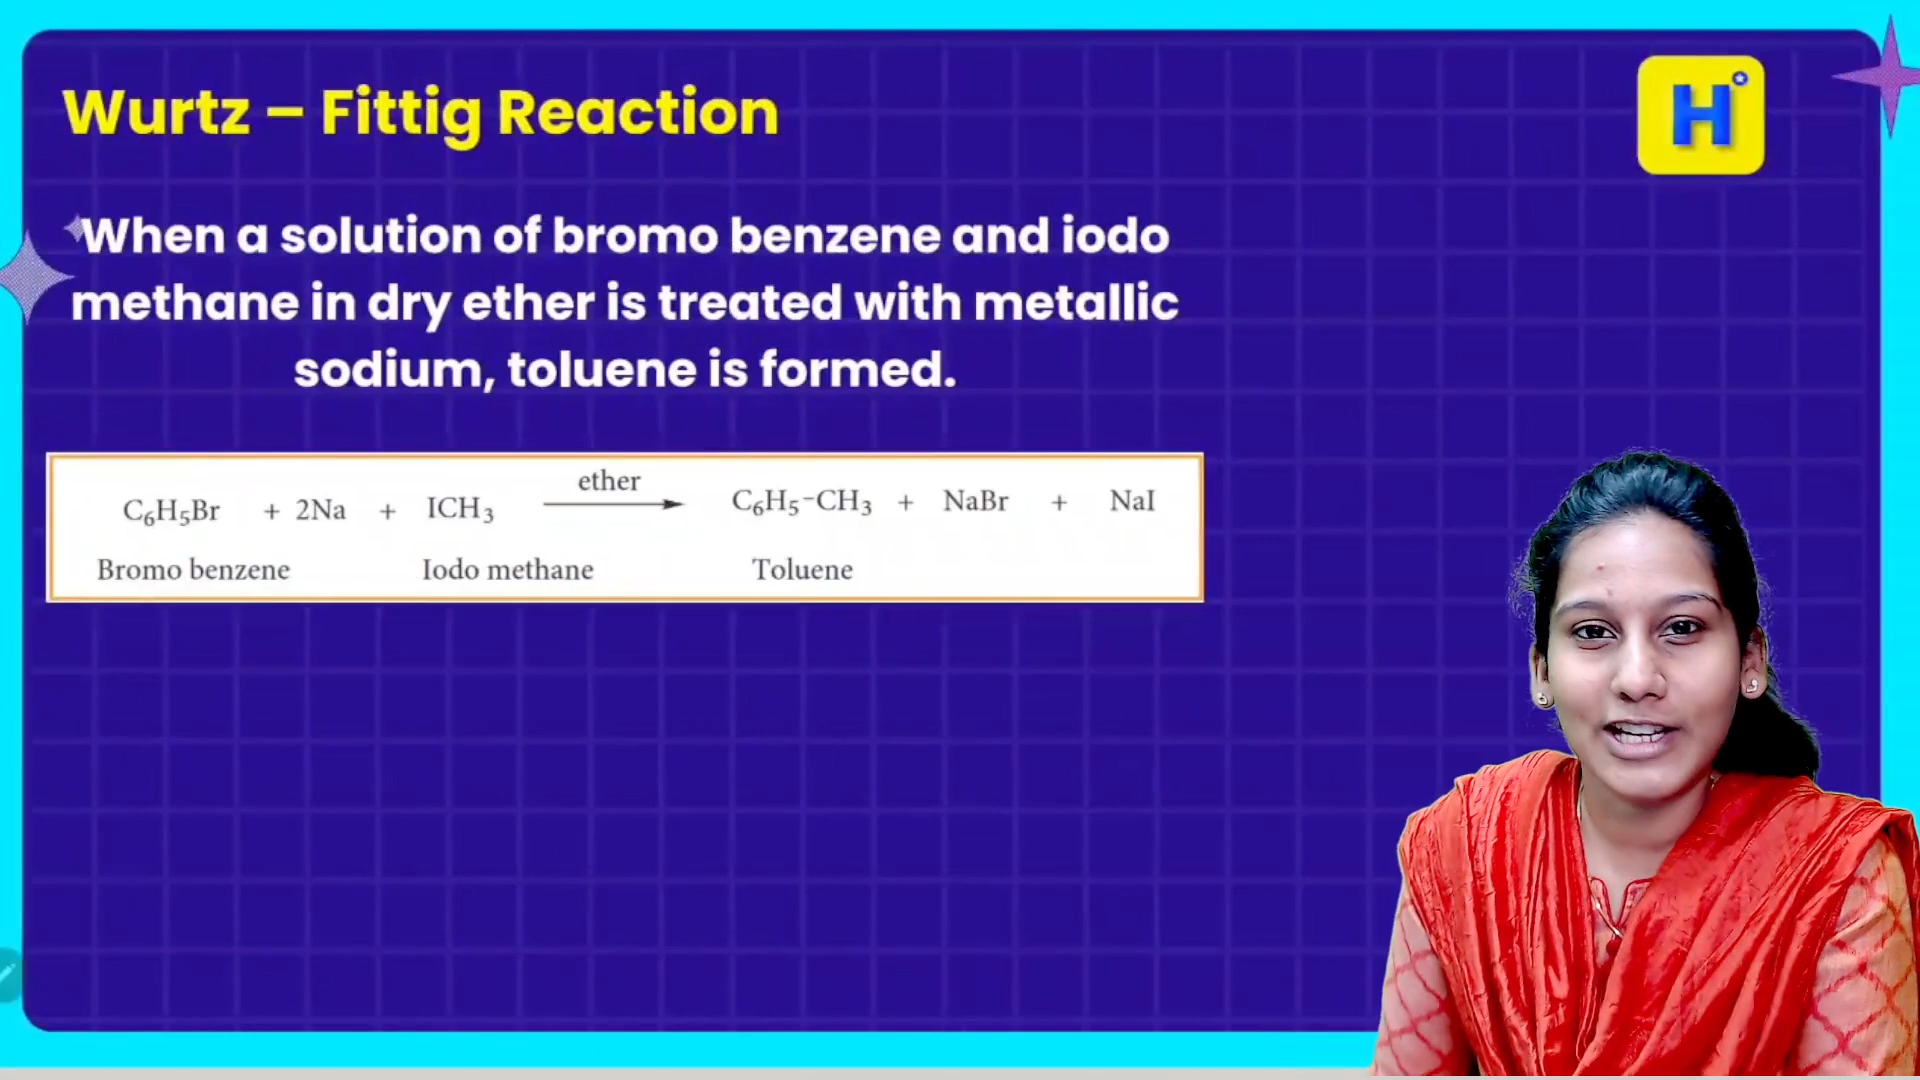 Wurtz – Fittig Reaction
H
When a solution of bromo benzene and iodo
methane in dry ether is treated with metallic
sodium, toluene is formed.
C₆H₅Br + 2Na + ICH₃ ether C₆H₅-CH₃ + NaBr + NaI
Bromo benzene Iodo methane Toluene